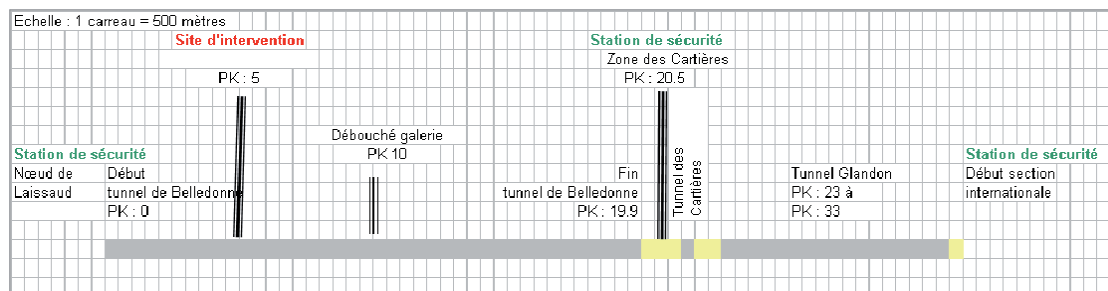 Echelle : 1 carreau = 500 mètres
Site d'intervention
PK : 5
Station de sécurité
Zone des Cartières
PK : 20.5
Débouché galerie
PK 10
Station de sécurité
Nœud de
Laissaud
Début
tunnel de Belledonne
PK : 0
Fin
tunnel de Belledonne
PK : 19.9
Tunnel des
Cartières
Tunnel Glandon
PK : 23 à
PK : 33
Station de sécurité
Début section
internationale